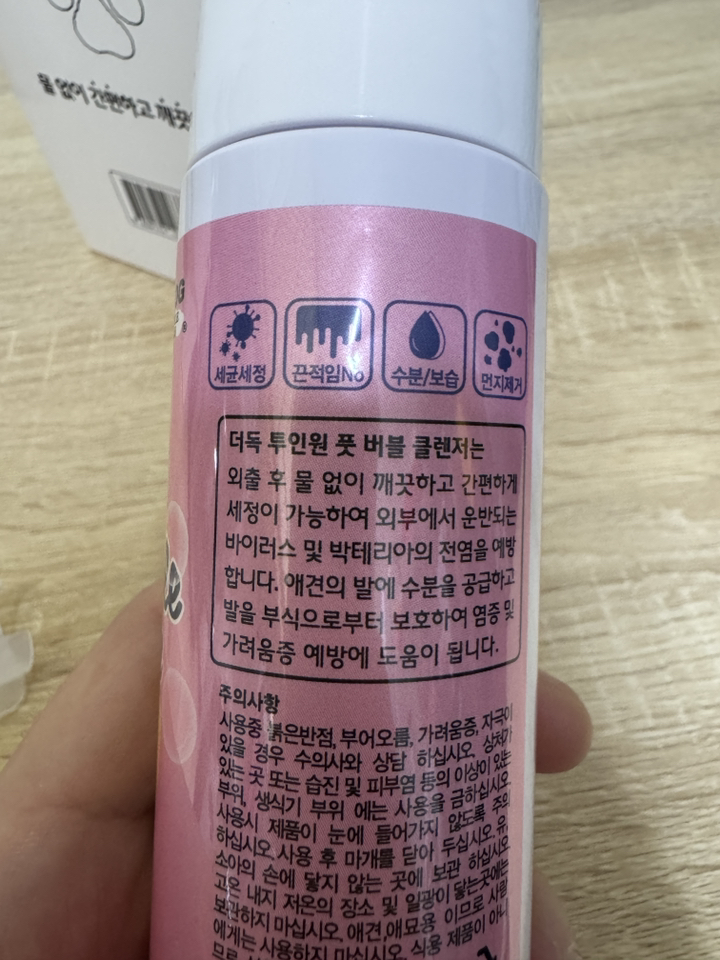 물 없이 간편하고 깨끗
세균세정
끈적임No
수분/보습
먼지제거
더독 투인원 풋 버블 클렌저는
외출 후 물 없이 깨끗하고 간편하게
세정이 가능하여 외부에서 운반되는
바이러스 및 박테리아의 전염을 예방
합니다. 애견의 발에 수분을 공급하고
발을 부식으로부터 보호하여 염증 및
가려움증 예방에 도움이 됩니다.
주의사항
사용중 붉은반점, 부어오름, 가려움증, 자극이
있을 경우 수의사와 상담 하십시오. 상처가
있는 곳 또는 습진 및 피부염 등의 이상이 있는
부위, 생식기 부위 에는 사용을 금하십시오.
사용시 제품이 눈에 들어가지 않도록 주의
하십시오. 사용 후 마개를 닫아 두십시오. 유,
소아의 손에 닿지 않는 곳에 보관 하십시오.
고온 내지 저온의 장소 및 일광이 닿는곳에는
보관하지 마십시오. 애견,애묘용 이므로 사람
에게는 사용하지 마십시오. 식용 제품이 아니